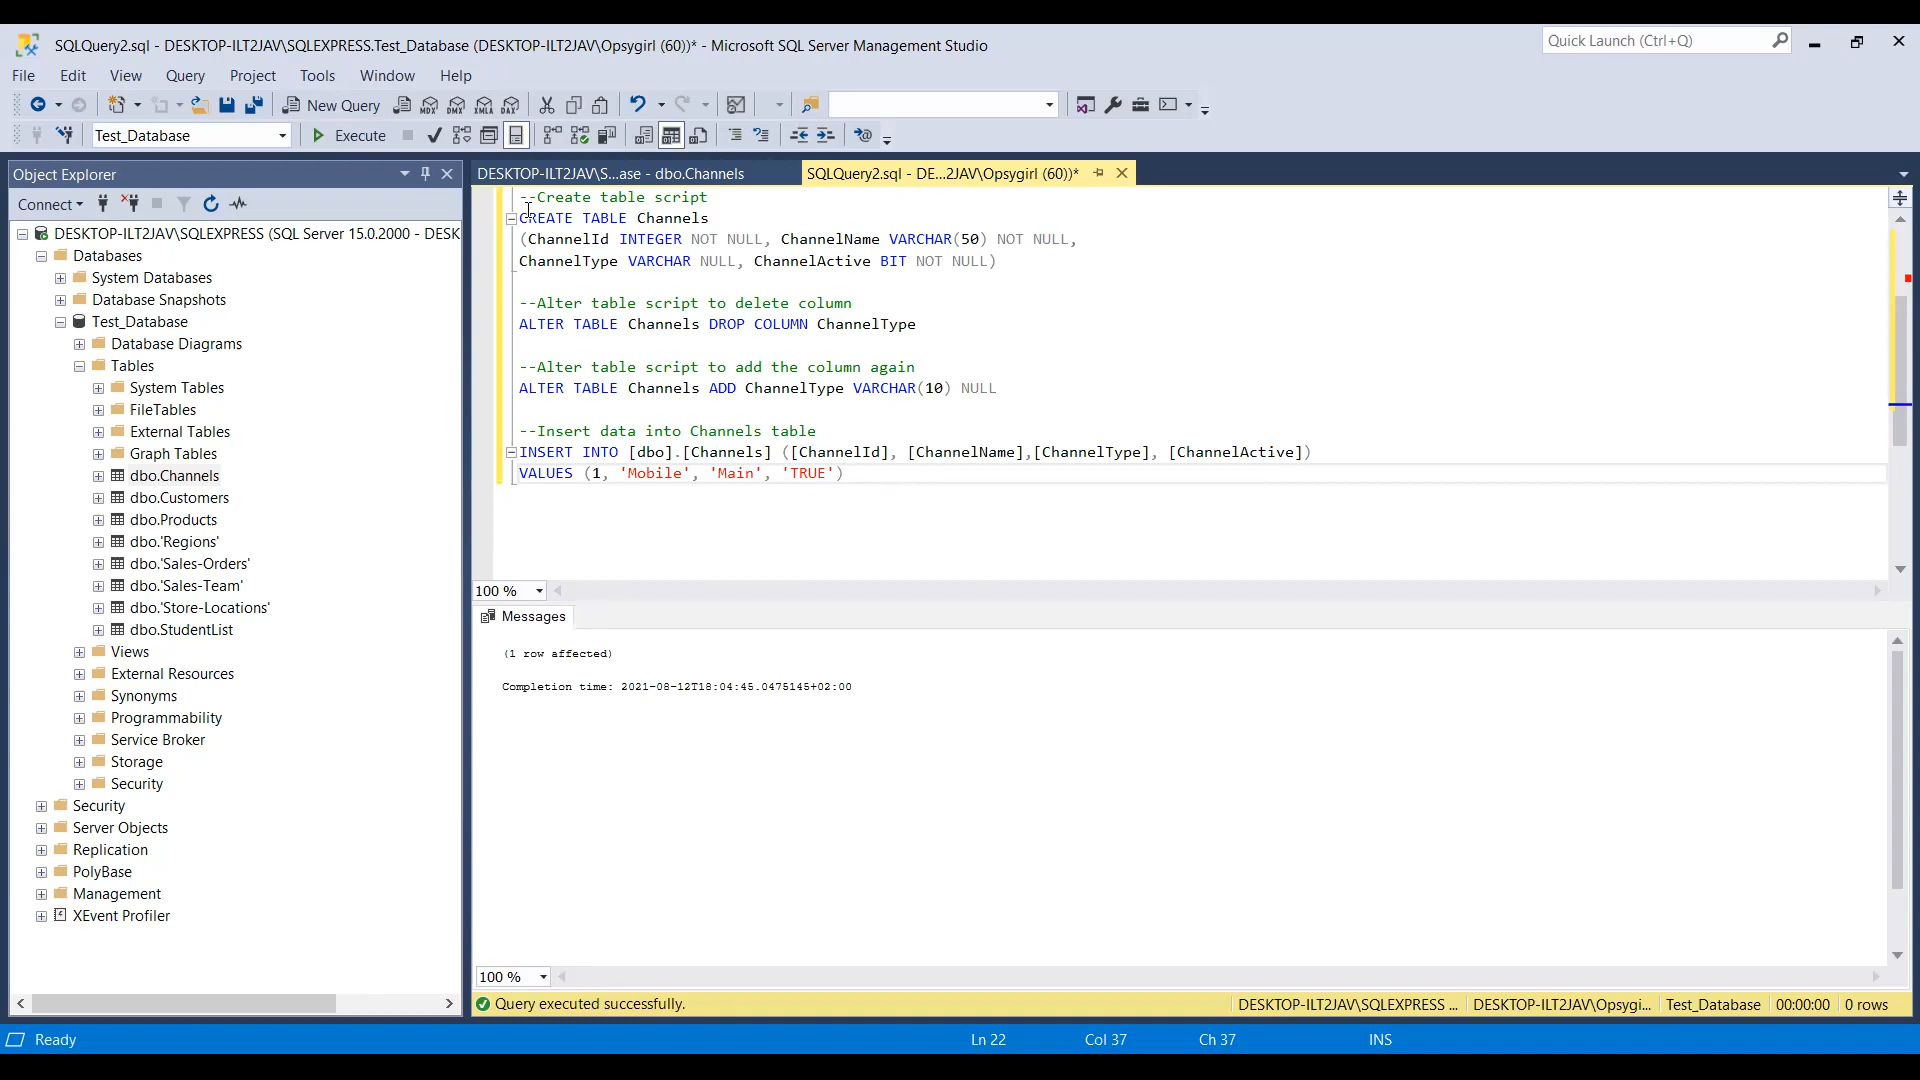 SQLQuery2.sql - DESKTOP-ILT2JAV\SQLEXPRESS.Test_Database (DESKTOP-ILT2JAV\Opsygirl (60))* - Microsoft SQL Server Management Studio
Quick Launch (Ctrl+Q)
File Edit View Query Project Tools Window Help
New Query MDX DMX XMLA DAX
Test_Database Execute
Object Explorer
DESKTOP-ILT2JAV\S...ase - dbo.Channels
SQLQuery2.sql - DE...2JAV\Opsygirl (60))*
Connect
DESKTOP-ILT2JAV\SQLEXPRESS (SQL Server 15.0.2000 - DESK
Databases
System Databases
Database Snapshots
Test_Database
Database Diagrams
Tables
System Tables
FileTables
External Tables
Graph Tables
dbo.Channels
dbo.Customers
dbo.Products
dbo.'Regions'
dbo.'Sales-Orders'
dbo.'Sales-Team'
dbo.'Store-Locations'
dbo.StudentList
Views
External Resources
Synonyms
Programmability
Service Broker
Storage
Security
Security
Server Objects
Replication
PolyBase
Management
XEvent Profiler
--Create table script
CREATE TABLE Channels
(ChannelId INTEGER NOT NULL, ChannelName VARCHAR(50) NOT NULL,
ChannelType VARCHAR NULL, ChannelActive BIT NOT NULL)
--Alter table script to delete column
ALTER TABLE Channels DROP COLUMN ChannelType
--Alter table script to add the column again
ALTER TABLE Channels ADD ChannelType VARCHAR(10) NULL
--Insert data into Channels table
INSERT INTO [dbo].[Channels] ([ChannelId], [ChannelName],[ChannelType], [ChannelActive])
VALUES (1, 'Mobile', 'Main', 'TRUE')
100 %
Messages
(1 row affected)
Completion time: 2021-08-12T18:04:45.0475145+02:00
100 %
Query executed successfully.
DESKTOP-ILT2JAV\SQLEXPRESS ... DESKTOP-ILT2JAV\Opsygi... Test_Database 00:00:00 0 rows
Ready Ln 22 Col 37 Ch 37 INS